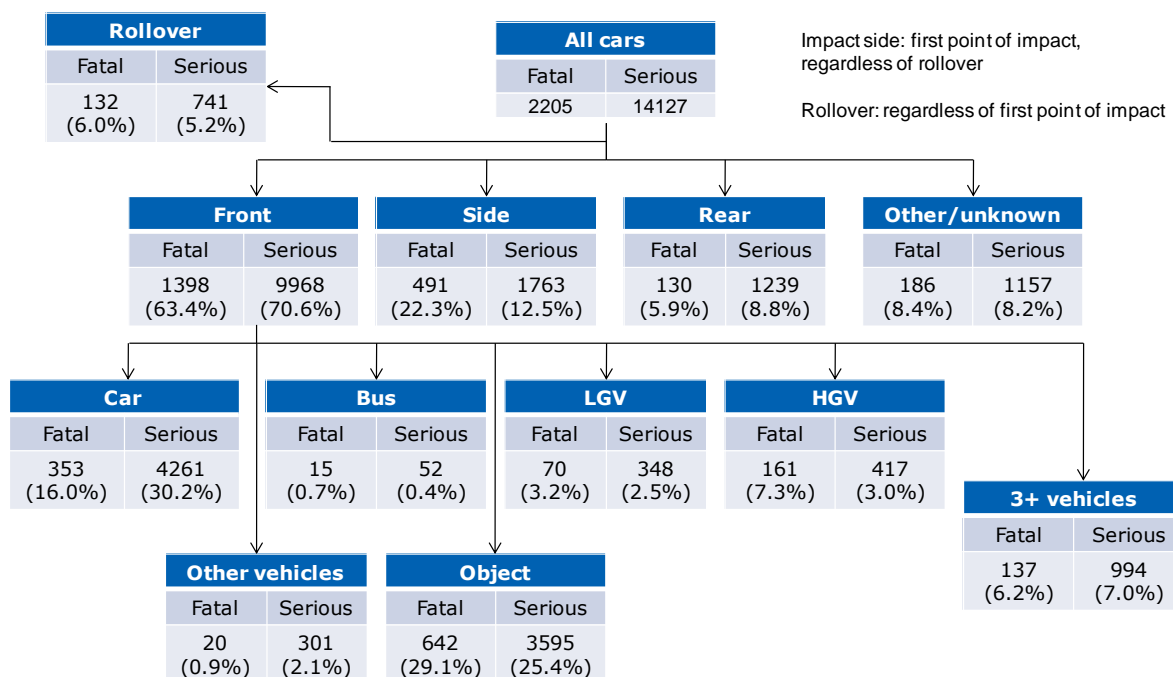 Rollover
Fatal Serious
132 741
(6.0%) (5.2%)
All cars
Fatal Serious
2205 14127
Impact side: first point of impact,
regardless of rollover
Rollover: regardless of first point of impact
Front
Fatal Serious
1398 9968
(63.4%) (70.6%)
Side
Fatal Serious
491 1763
(22.3%) (12.5%)
Rear
Fatal Serious
130 1239
(5.9%) (8.8%)
Other/unknown
Fatal Serious
186 1157
(8.4%) (8.2%)
Car
Fatal Serious
353 4261
(16.0%) (30.2%)
Bus
Fatal Serious
15 52
(0.7%) (0.4%)
LGV
Fatal Serious
70 348
(3.2%) (2.5%)
HGV
Fatal Serious
161 417
(7.3%) (3.0%)
3+ vehicles
Fatal Serious
137 994
(6.2%) (7.0%)
Other vehicles
Fatal Serious
20 301
(0.9%) (2.1%)
Object
Fatal Serious
642 3595
(29.1%) (25.4%)